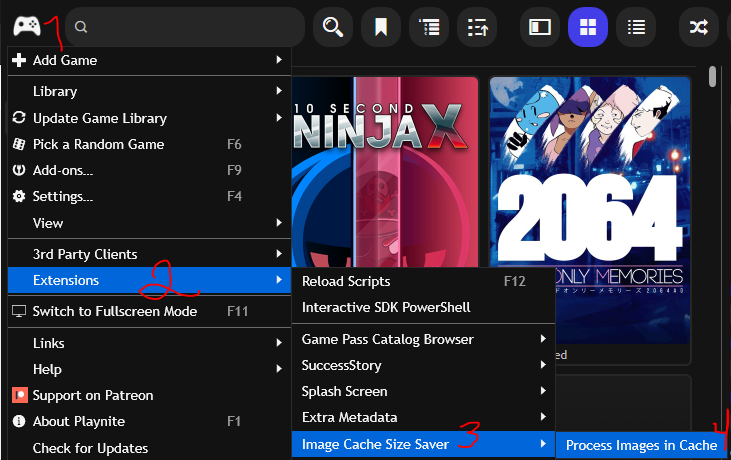 1
Add Game
Library
Update Game Library
Pick a Random Game F6
Add-ons... F9
Settings... F4
View
3rd Party Clients
Extensions
2
Switch to Fullscreen Mode F11
Links
Help
Support on Patreon
About Playnite F1
Check for Updates
Reload Scripts F12
Interactive SDK PowerShell
Game Pass Catalog Browser
SuccessStory
Splash Screen
Extra Metadata
Image Cache Size Saver
3
Process Images in Cache
4
10 SECOND
NINJA X
2064
ONLY MEMORIES